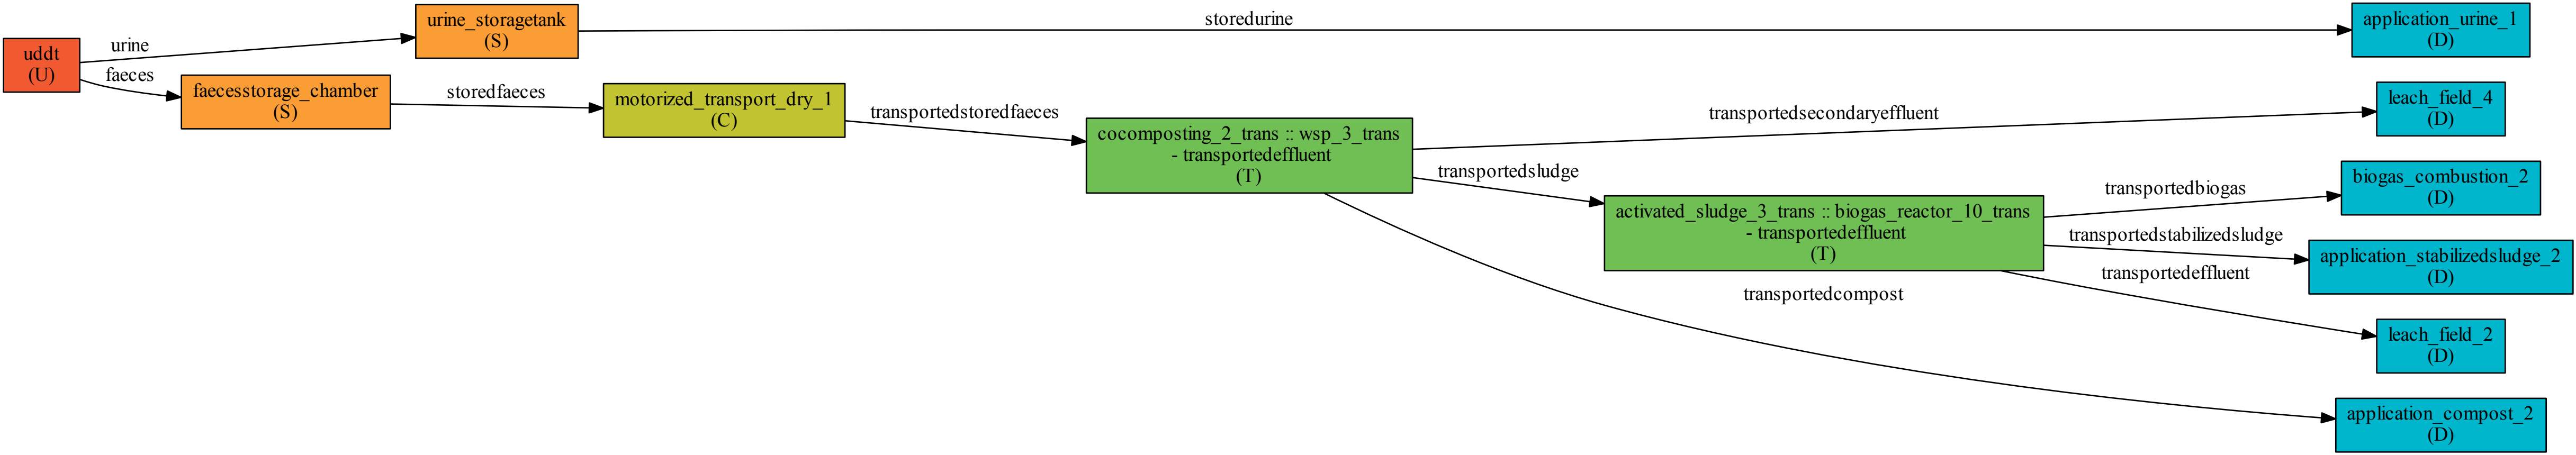 uddt
(U)
urine
faeces
urine_storagetank
(S)
storedurine
application_urine_1
(D)
faecesstorage_chamber
(S)
storedfaeces
motorized_transport_dry_1
(C)
transportedstoredfaeces
cocomposting_2_trans :: wsp_3_trans
- transportedeffluent
(T)
transportedsecondaryeffluent
leach_field_4
(D)
transportedsludge
activated_sludge_3_trans :: biogas_reactor_10_trans
- transportedeffluent
(T)
transportedbiogas
biogas_combustion_2
(D)
transportedstabilizedsludge
application_stabilizedsludge_2
(D)
transportedeffluent
leach_field_2
(D)
transportedcompost
application_compost_2
(D)